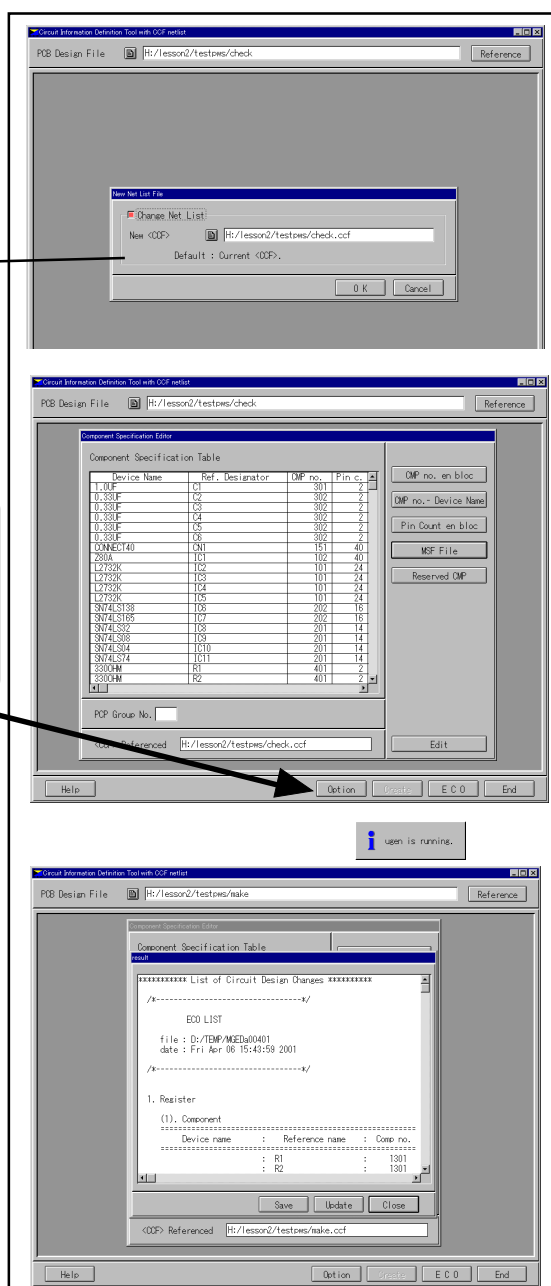 Circuit Information Definition Tool with CCF netlist
PCB Design File H:/lesson2/testpws/check Reference
New Net List File
Change Net List
New <CCF> H:/lesson2/testpws/check.ccf
Default : Current <CCF>.
O K Cancel
Circuit Information Definition Tool with CCF netlist
PCB Design File H:/lesson2/testpws/check Reference
Component Specification Editor
Component Specification Table
Device Name Ref. Designator CMP no. Pin c.
1.0UF C1 301 2
0.33UF C2 302 2
0.33UF C3 302 2
0.33UF C4 302 2
0.33UF C5 302 2
0.33UF C6 302 2
CONNECT40 CN1 151 40
Z80A IC1 102 40
L2732K IC2 101 24
L2732K IC3 101 24
L2732K IC4 101 24
L2732K IC5 101 24
SN74LS138 IC6 202 16
SN74LS165 IC7 202 16
SN74LS32 IC8 201 14
SN74LS08 IC9 201 14
SN74LS04 IC10 201 14
SN74LS74 IC11 201 14
330OHM R1 401 2
330OHM R2 401 2
CMP no. en bloc
CMP no.- Device Name
Pin Count en bloc
MSF File
Reserved CMP
PCP Group No.
Referenced H:/lesson2/testpws/check.ccf Edit
Help Option Create E C O End
ugen is running.
Circuit Information Definition Tool with CCF netlist
PCB Design File H:/lesson2/testpws/make Reference
Component Specification Editor
Component Specification Table
result
*********** List of Circuit Design Changes **********
/*--------------------------------*/
ECO LIST
file : D:/TEMP/MGEDa00401
date : Fri Apr 06 15:43:59 2001
/*--------------------------------*/
1. Register
(1). Component
Device name : Reference name : Comp no.
: R1 : 1301
: R2 : 1301
Save Update Close
<CCF> Referenced H:/lesson2/testpws/make.ccf
Help Option Create E C O End